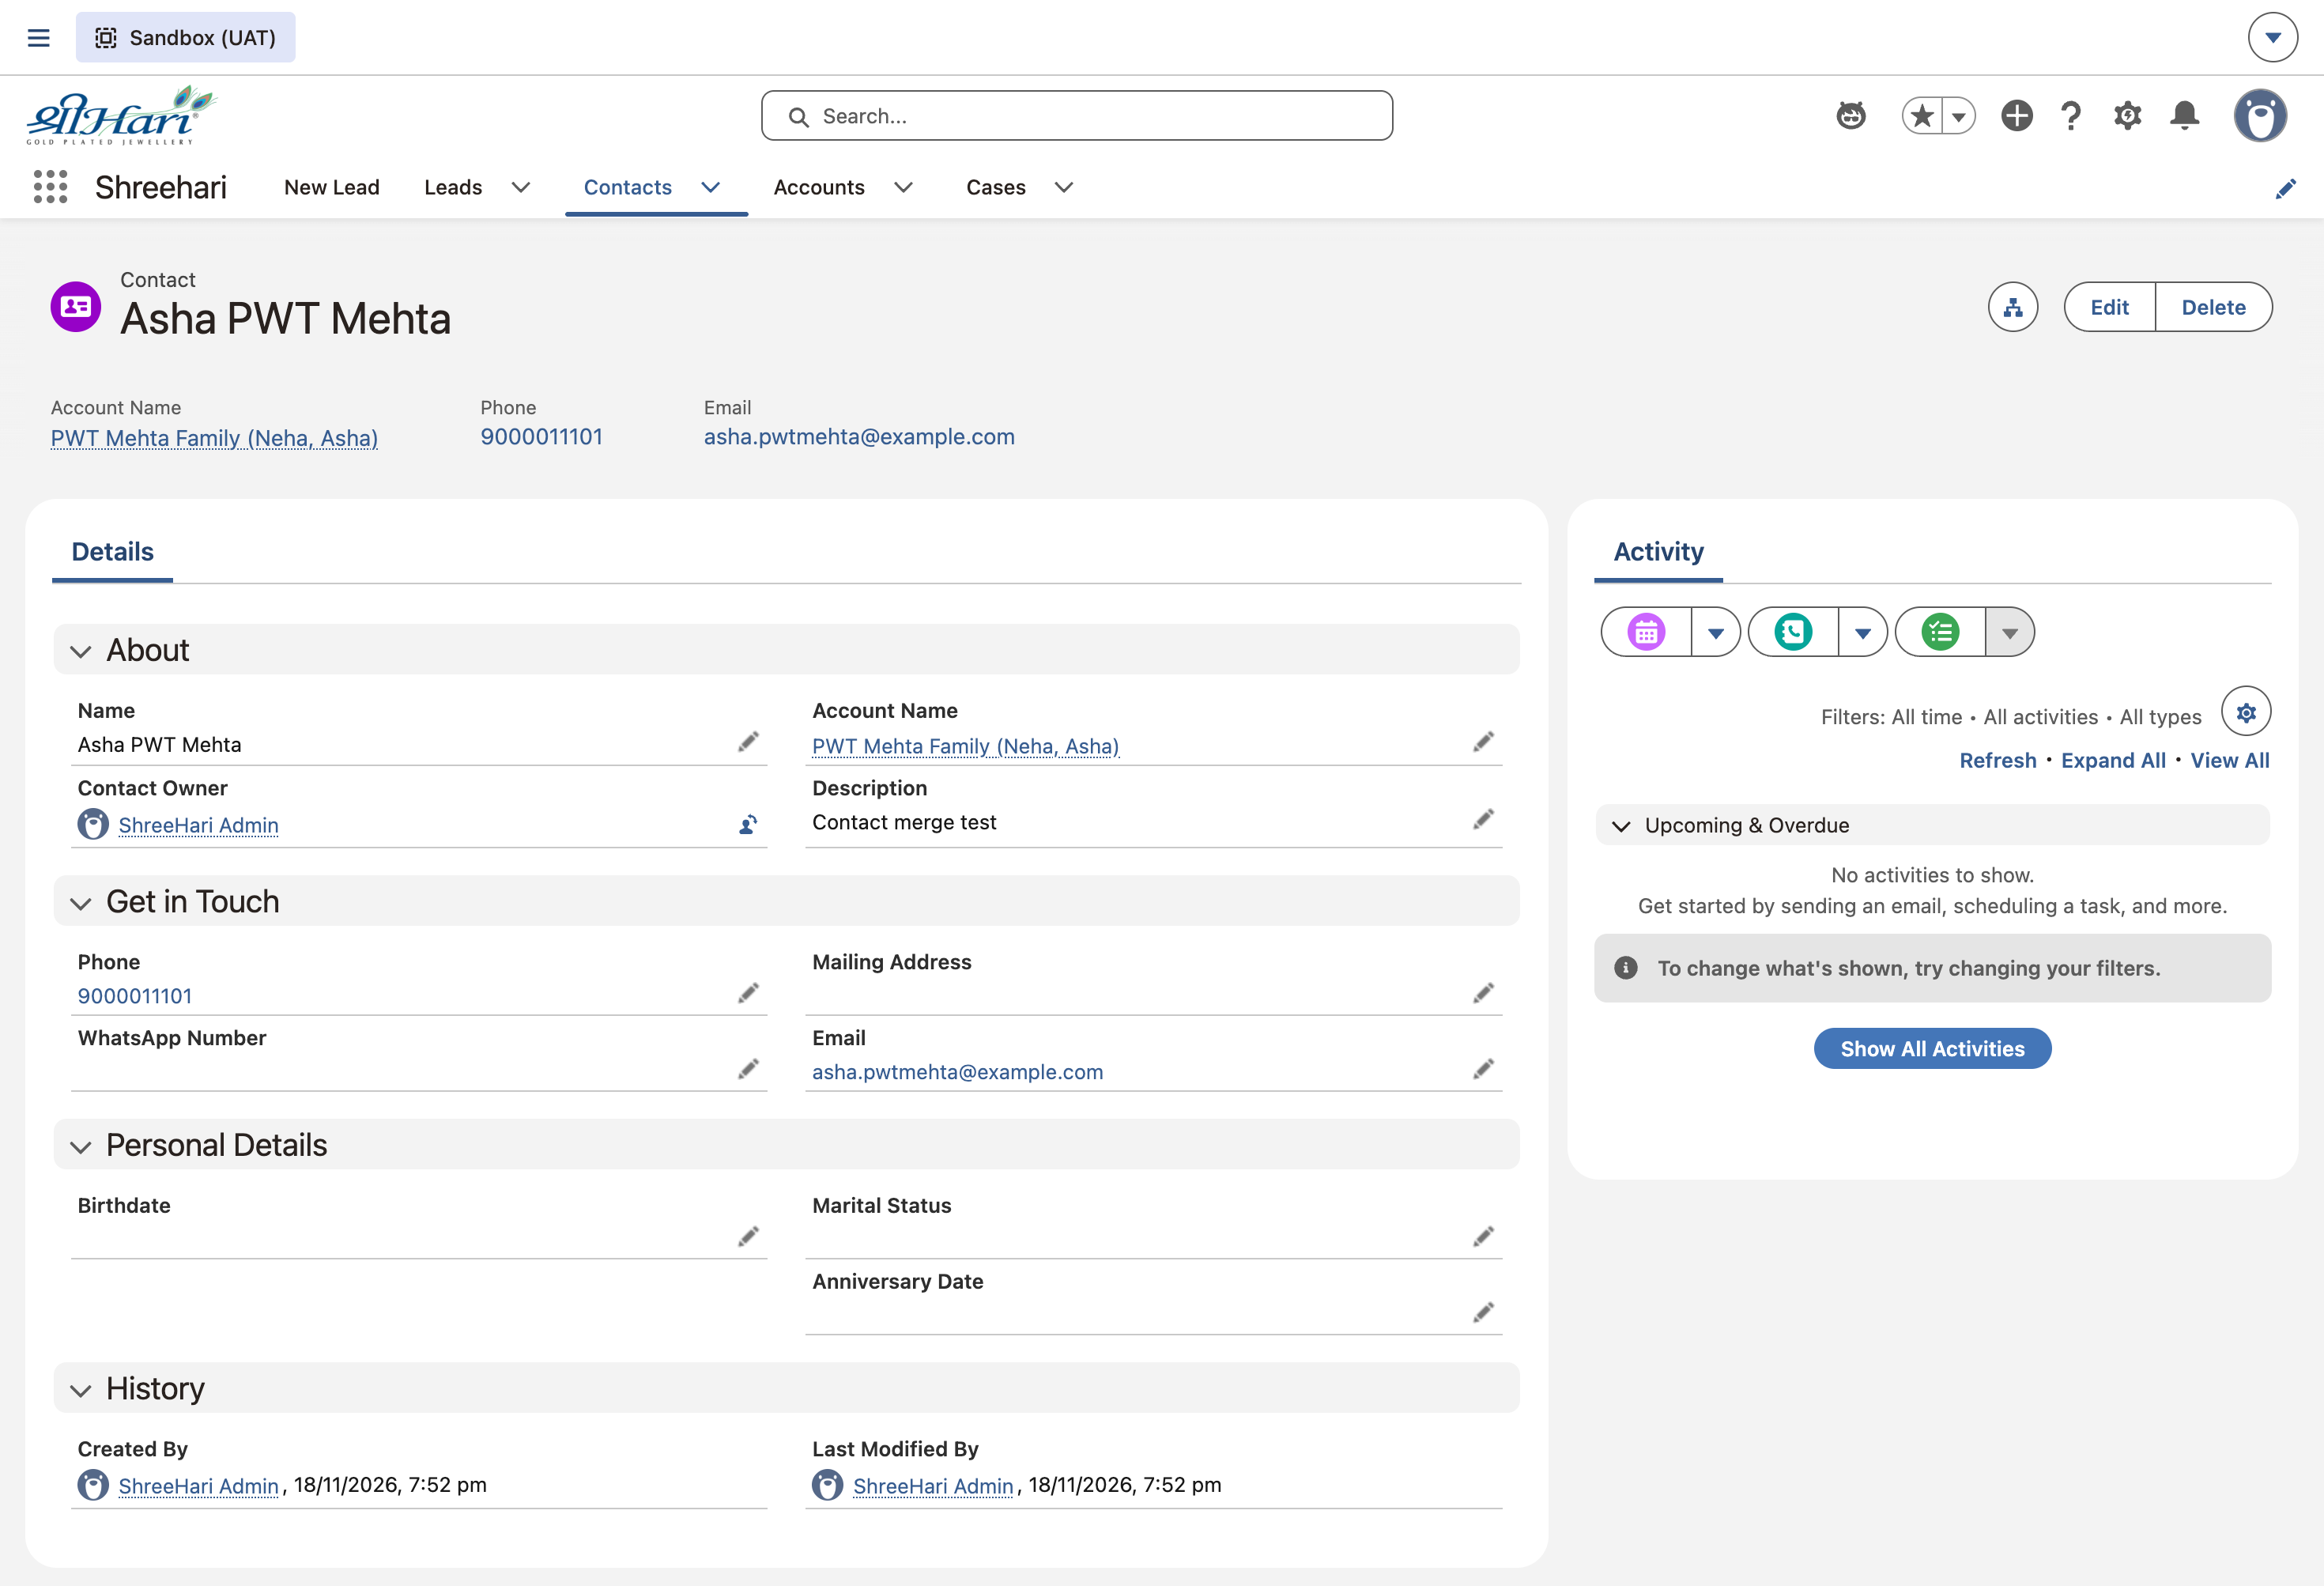 Sandbox (UAT)
श्रीHari®
GOLD PLATED JEWELLERY
Search...
Shreehari
New Lead
Leads
Contacts
Accounts
Cases
Contact
Asha PWT Mehta
Edit
Delete
Account Name
Phone
Email
PWT Mehta Family (Neha, Asha)
9000011101
asha.pwtmehta@example.com
Details
About
Name
Asha PWT Mehta
Account Name
PWT Mehta Family (Neha, Asha)
Contact Owner
ShreeHari Admin
Description
Contact merge test
Get in Touch
Phone
9000011101
Mailing Address
WhatsApp Number
Email
asha.pwtmehta@example.com
Personal Details
Birthdate
Marital Status
Anniversary Date
History
Created By
ShreeHari Admin, 18/11/2026, 7:52 pm
Last Modified By
ShreeHari Admin, 18/11/2026, 7:52 pm
Activity
Filters: All time • All activities • All types
Refresh • Expand All • View All
Upcoming & Overdue
No activities to show.
Get started by sending an email, scheduling a task, and more.
To change what's shown, try changing your filters.
Show All Activities